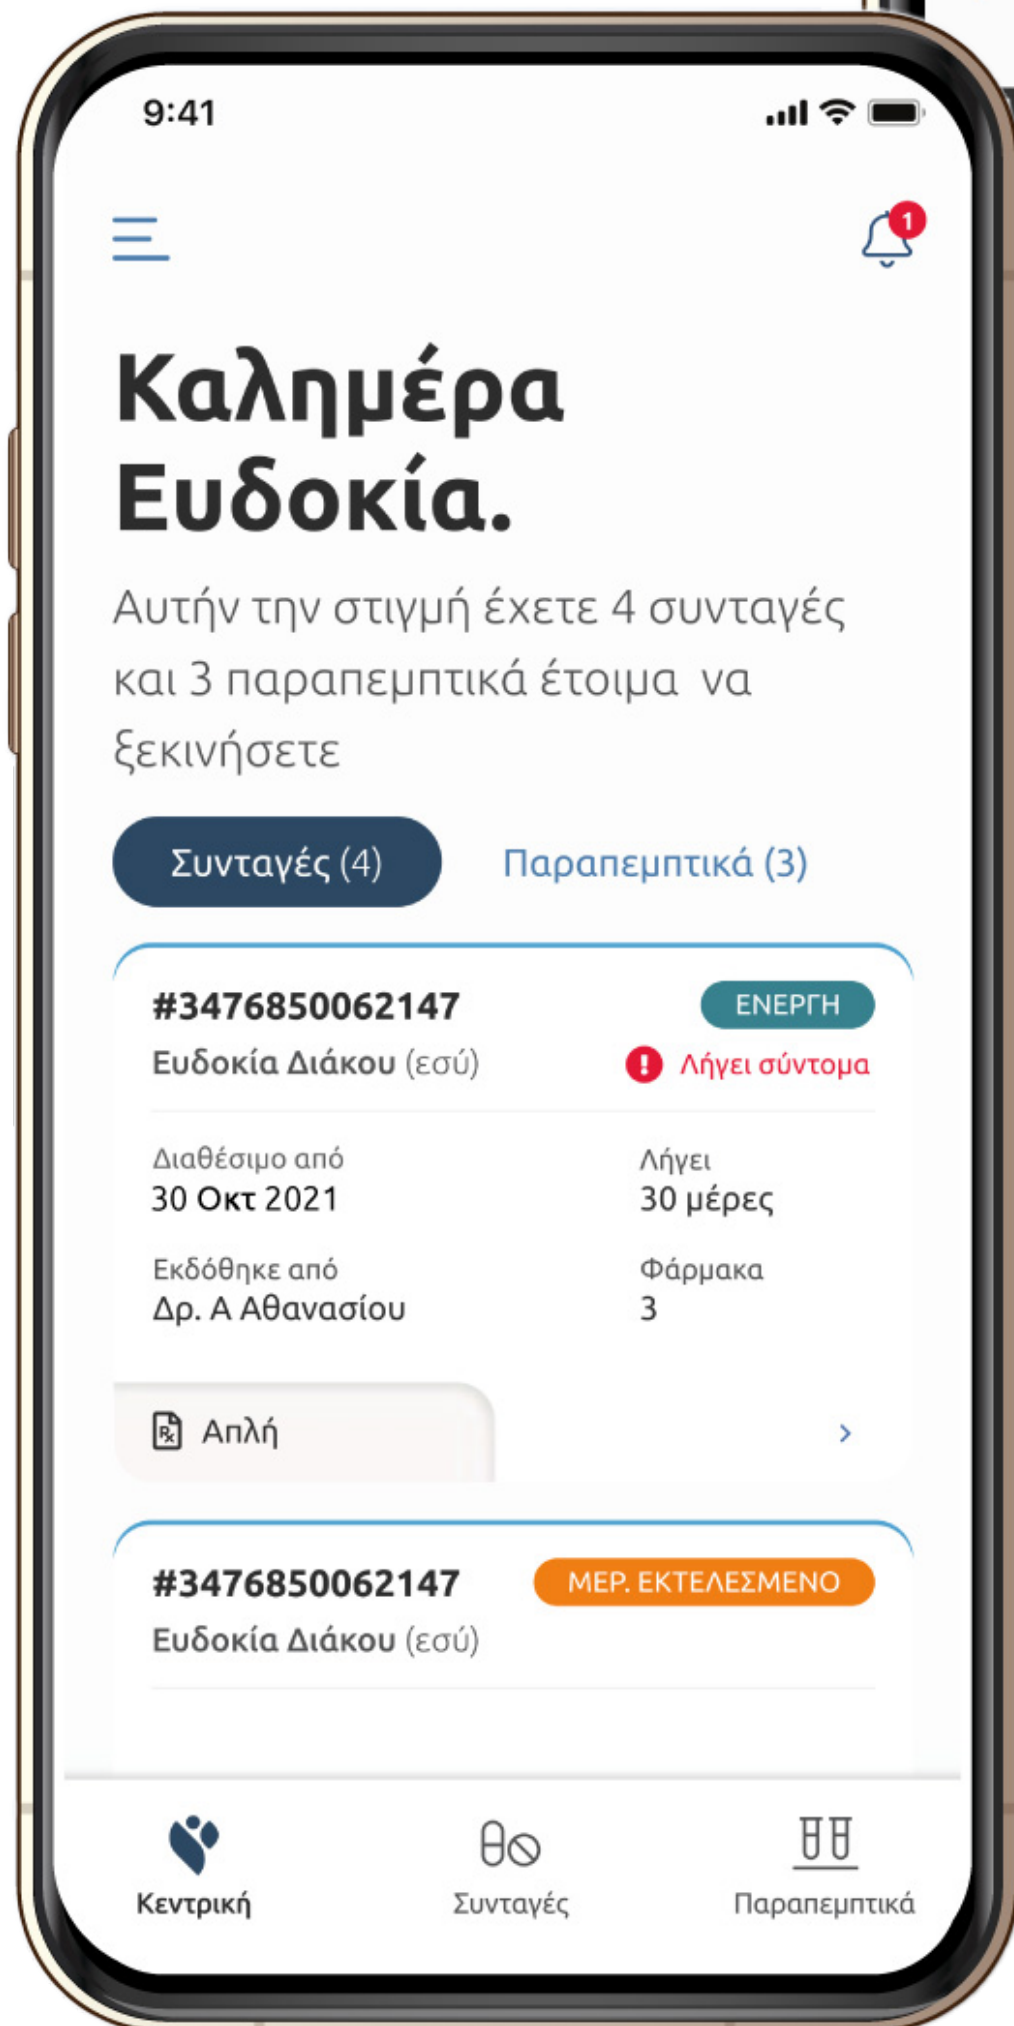 9:41
1
Καλημέρα
Ευδοκία.
Αυτήν την στιγμή έχετε 4 συνταγές
και 3 παραπεμπτικά έτοιμα να
ξεκινήσετε
Συνταγές (4) Παραπεμπτικά (3)
#3476850062147 ΕΝΕΡΓΗ
Ευδοκία Διάκου (εσύ) Λήγει σύντομα
Διαθέσιμο από Λήγει
30 Οκτ 2021 30 μέρες
Εκδόθηκε από Φάρμακα
Δρ. Α Αθανασίου 3
Rx Απλή
#3476850062147 ΜΕΡ. ΕΚΤΕΛΕΣΜΕΝΟ
Ευδοκία Διάκου (εσύ)
Κεντρική Συνταγές Παραπεμπτικά